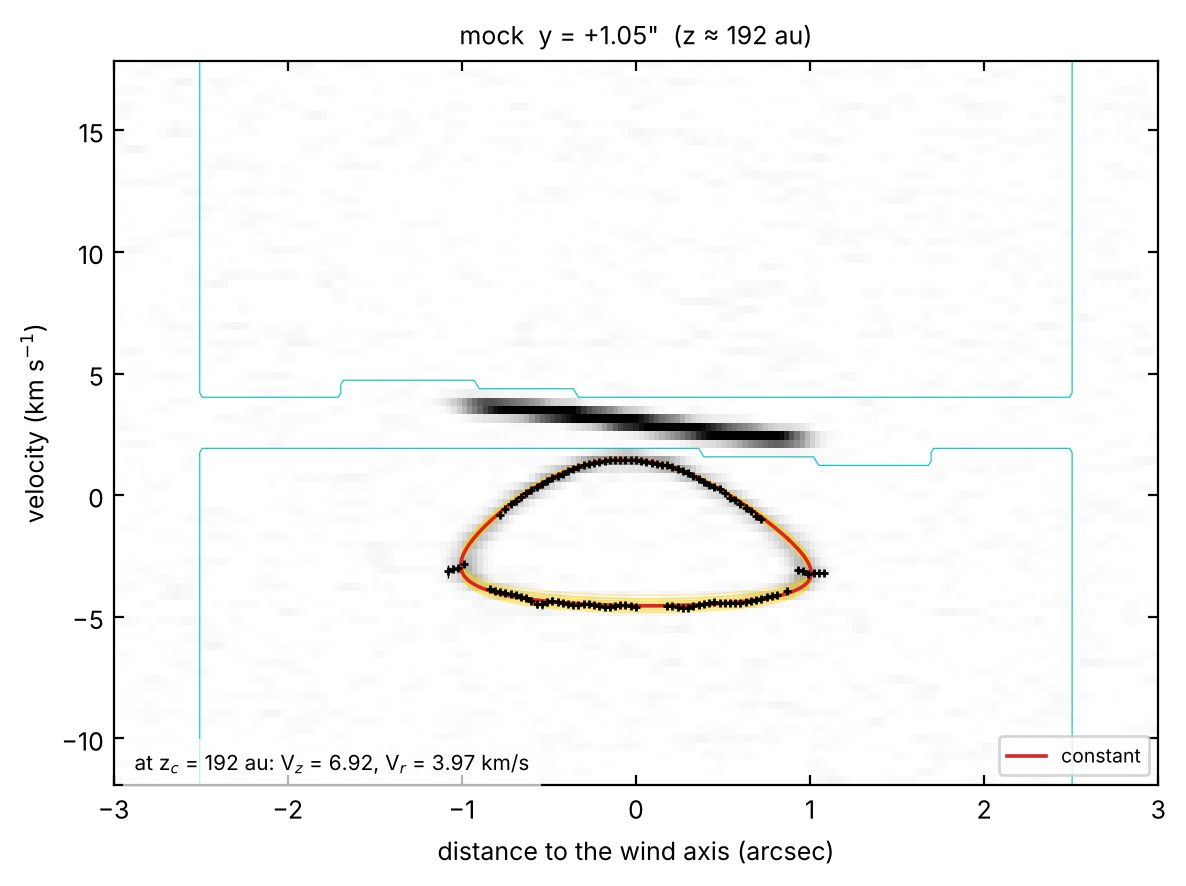 mock y = +1.05" (z ≈ 192 au)
velocity (km s⁻¹)
15
10
5
0
−5
−10
at z_c = 192 au: V_z = 6.92, V_r = 3.97 km/s
constant
−3 −2 −1 0 1 2 3
distance to the wind axis (arcsec)